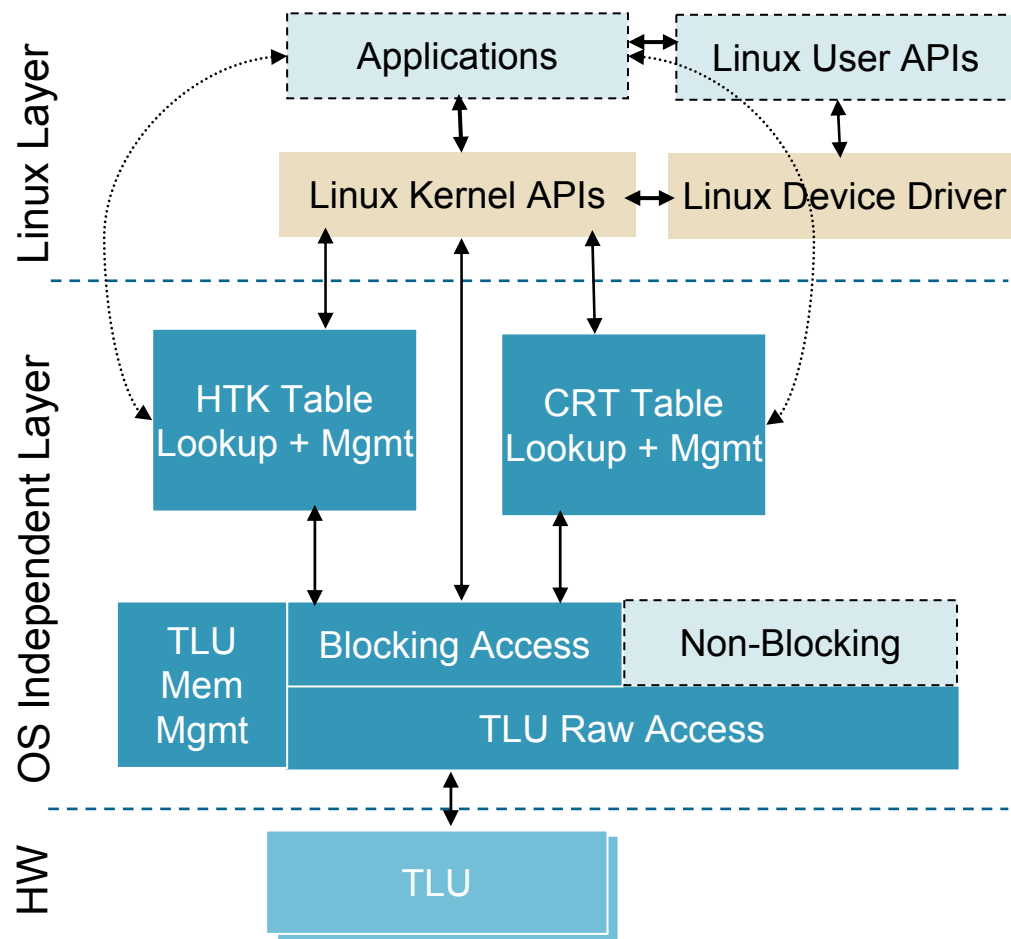 Linux Layer
Applications
Linux User APIs
Linux Kernel APIs
Linux Device Driver
OS Independent Layer
HTK Table
Lookup + Mgmt
CRT Table
Lookup + Mgmt
TLU
Mem
Mgmt
Blocking Access
Non-Blocking
TLU Raw Access
HW
TLU